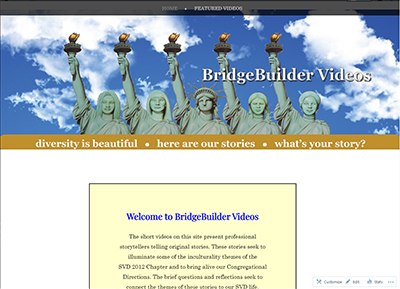 HOME • FEATURED VIDEOS
BridgeBuilder Videos
diversity is beautiful • here are our stories • what's your story?
Welcome to BridgeBuilder Videos
The short videos on this site present professional
storytellers telling original stories. These stories seek to
illuminate some of the inculturality themes of the
SVD 2012 Chapter and to bring alive our Congregational
Directions. The brief questions and reflections seek to
connect the themes of these stories to our SVD life.
Customize Edit Stats